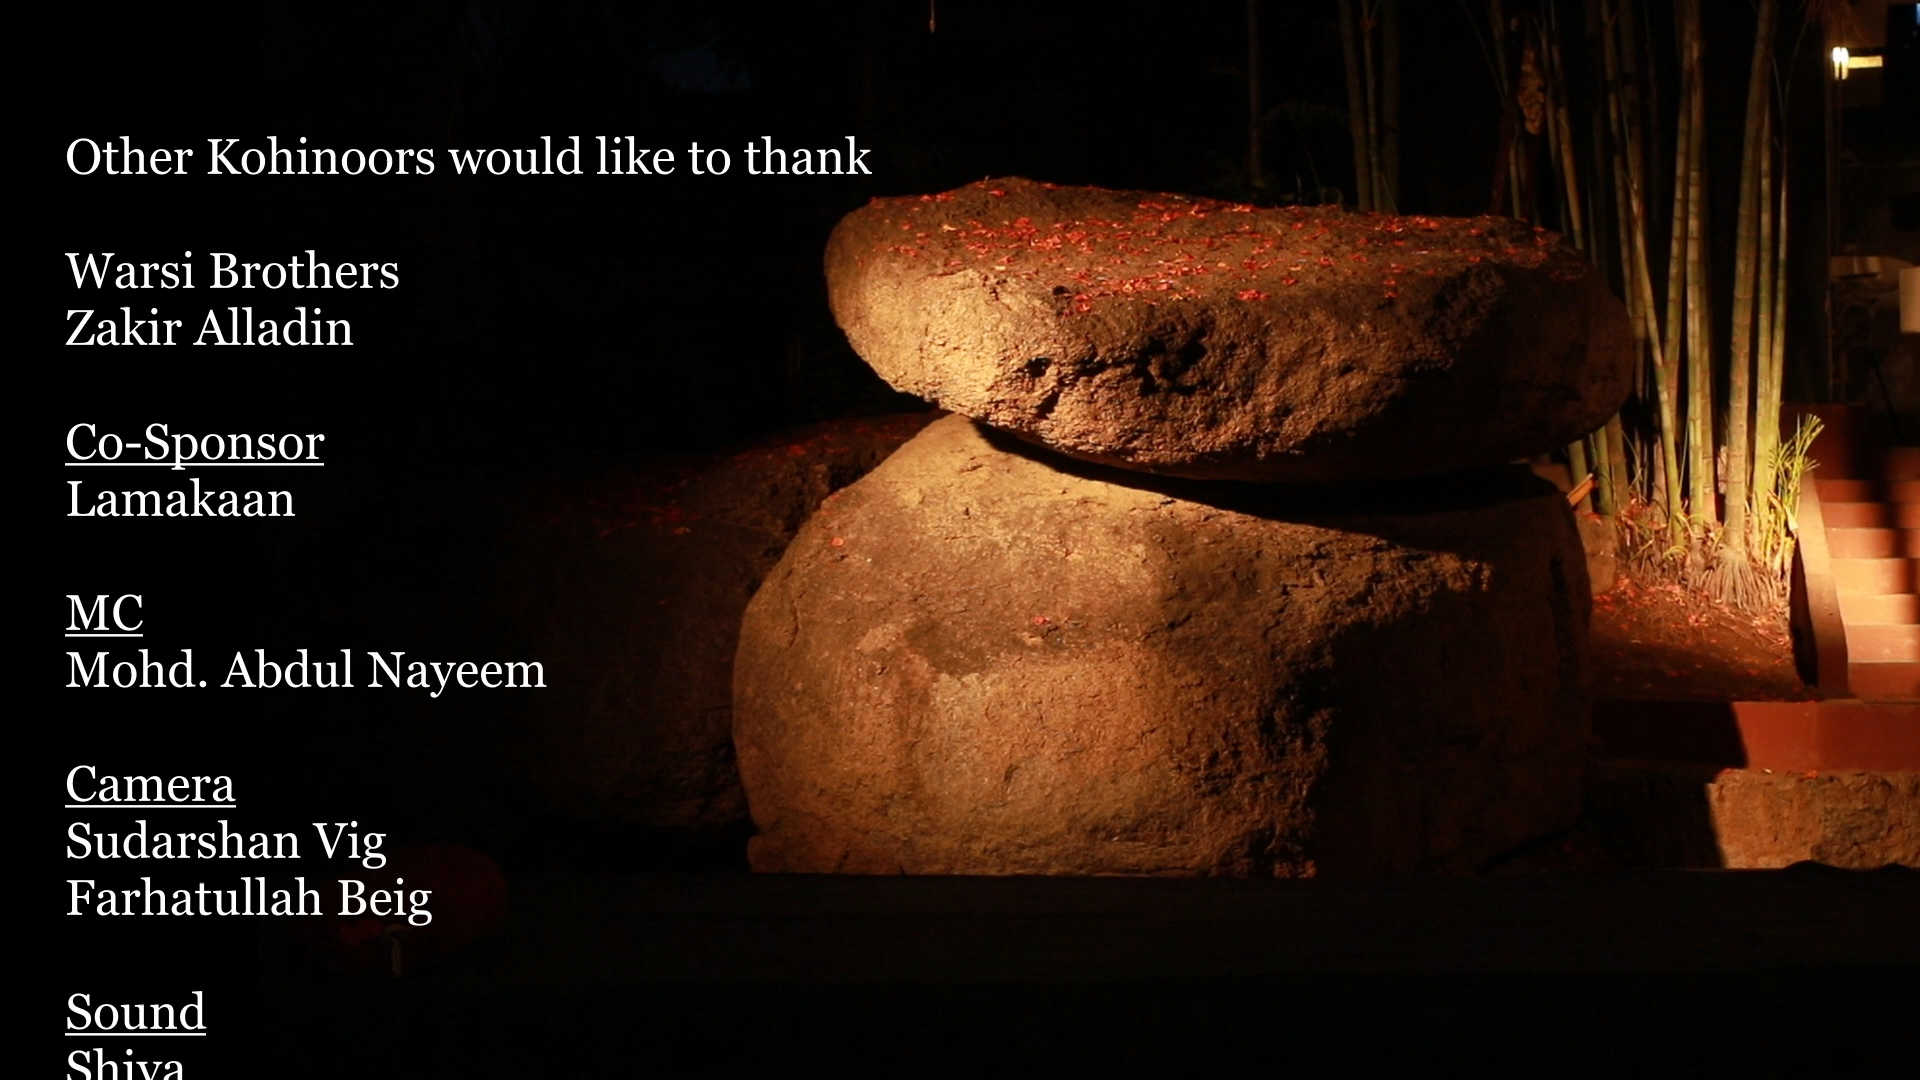 Other Kohinoors would like to thank
Warsi Brothers
Zakir Alladin
Co-Sponsor
Lamakaan
MC
Mohd. Abdul Nayeem
Camera
Sudarshan Vig
Farhatullah Beig
Sound
Shiva